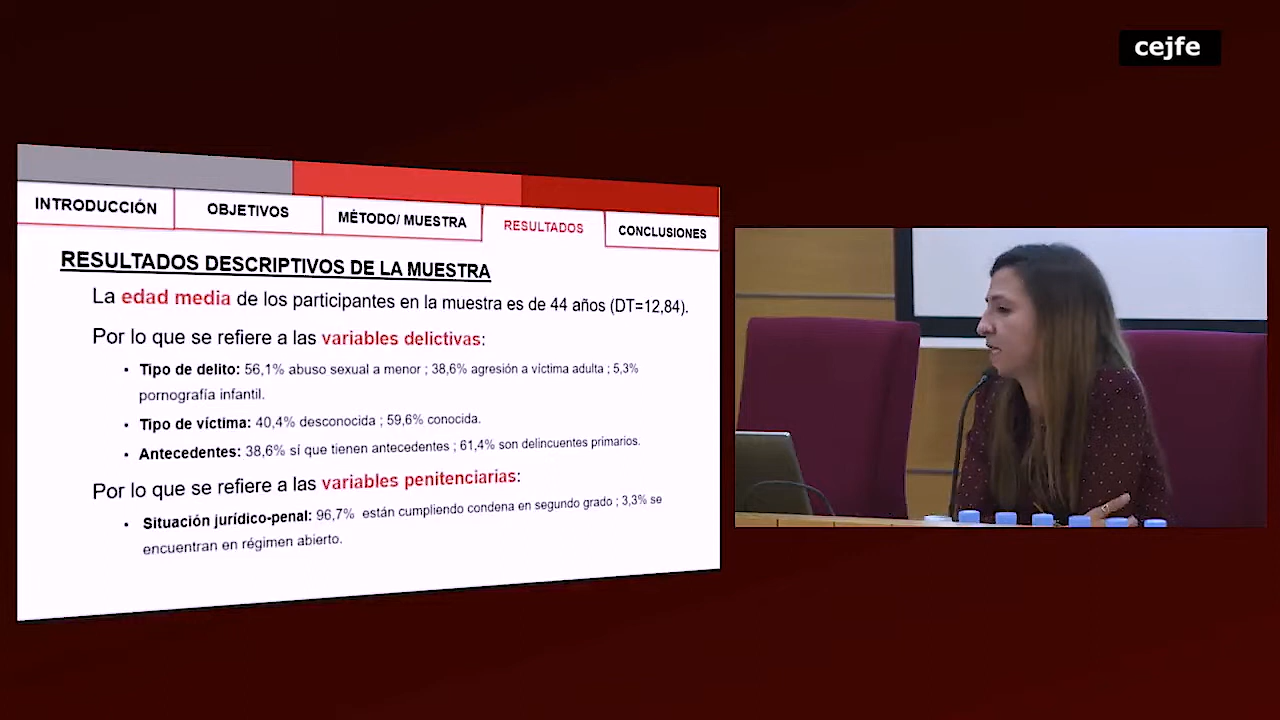 cejfe
INTRODUCCIÓN
OBJETIVOS
MÉTODO/ MUESTRA
RESULTADOS
CONCLUSIONES
RESULTADOS DESCRIPTIVOS DE LA MUESTRA
La edad media de los participantes en la muestra es de 44 años (DT=12,84).
Por lo que se refiere a las variables delictivas:
• Tipo de delito: 56,1% abuso sexual a menor ; 38,6% agresión a víctima adulta ; 5,3%
pornografía infantil.
• Tipo de víctima: 40,4% desconocida ; 59,6% conocida.
• Antecedentes: 38,6% sí que tienen antecedentes ; 61,4% son delincuentes primarios.
Por lo que se refiere a las variables penitenciarias:
• Situación jurídico-penal: 96,7% están cumpliendo condena en segundo grado ; 3,3% se
encuentran en régimen abierto.